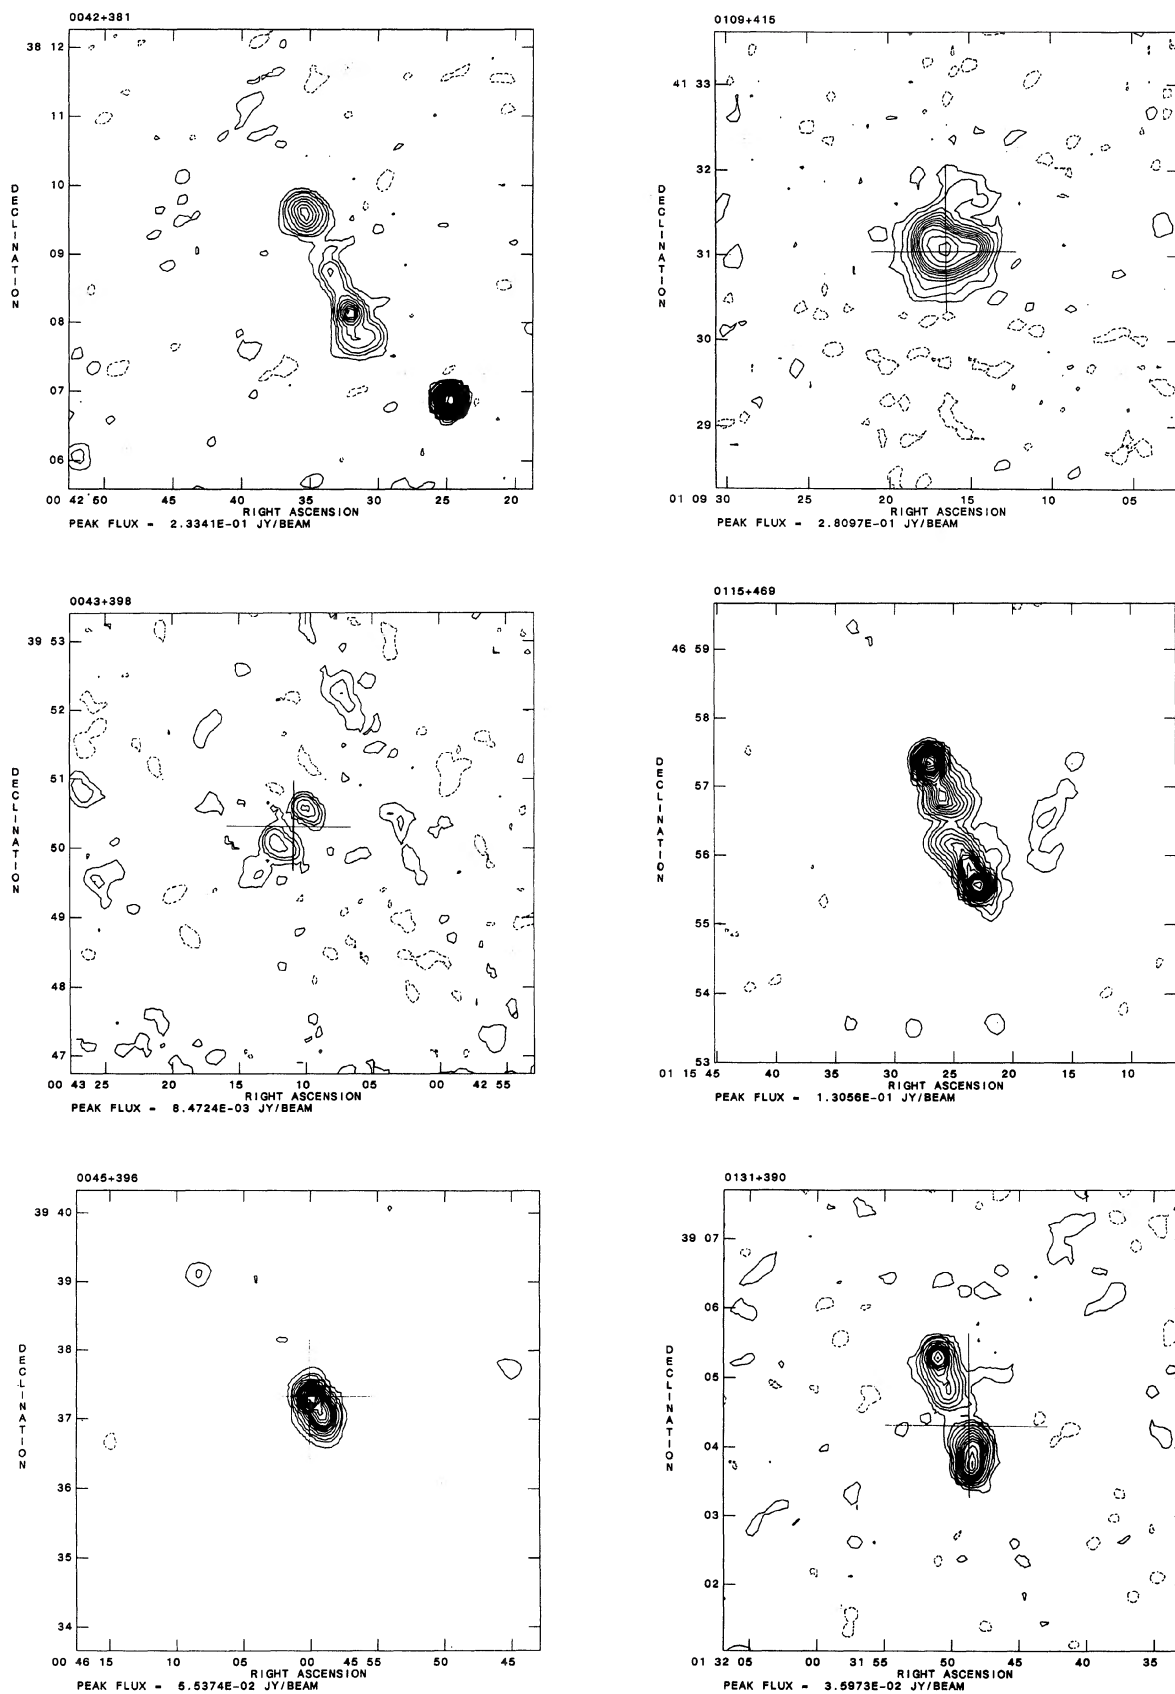 0042+381
38 12
11
10
09
08
07
06
DECLINATION
00 42 60 45 40 35 30 25 20
RIGHT ASCENSION
PEAK FLUX = 2.3341E-01 JY/BEAM
0109+415
41 33
32
31
30
29
DECLINATION
01 09 30 25 20 15 10 05
RIGHT ASCENSION
PEAK FLUX = 2.8097E-01 JY/BEAM
0043+398
39 53
52
51
50
49
48
47
DECLINATION
00 43 25 20 15 10 05 00 42 55
RIGHT ASCENSION
PEAK FLUX = 8.4724E-03 JY/BEAM
0115+469
46 59
58
57
56
55
54
53
DECLINATION
01 15 45 40 35 30 25 20 15 10
RIGHT ASCENSION
PEAK FLUX = 1.3056E-01 JY/BEAM
0045+396
39 40
39
38
37
36
35
34
DECLINATION
00 46 15 10 05 00 45 55 50 45
RIGHT ASCENSION
PEAK FLUX = 5.5374E-02 JY/BEAM
0131+390
39 07
06
05
04
03
02
DECLINATION
01 32 05 00 31 55 50 45 40 35
RIGHT ASCENSION
PEAK FLUX = 3.5973E-02 JY/BEAM